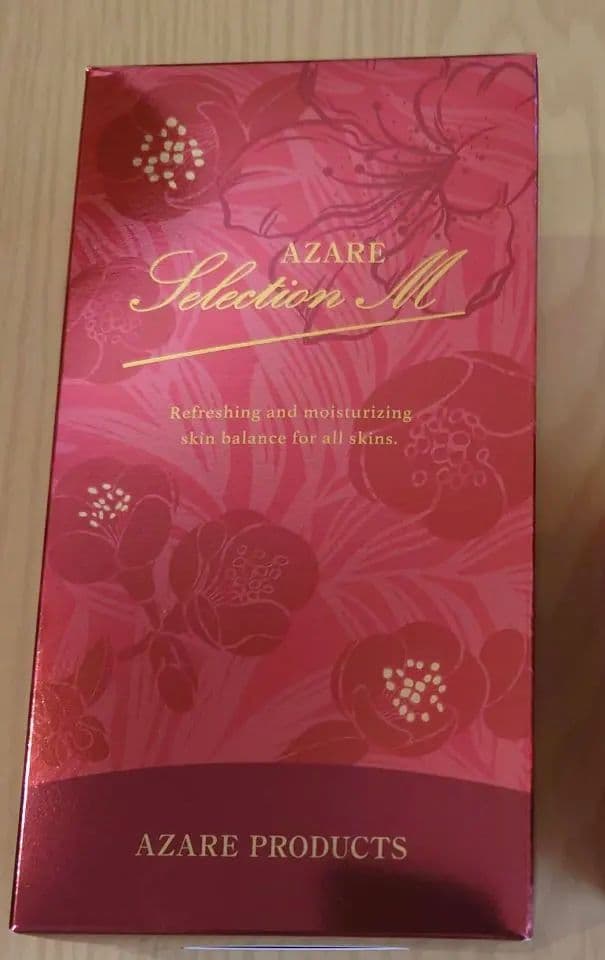 AZARE
Selection M
Refreshing and moisturizing
skin balance for all skins.
AZARE PRODUCTS